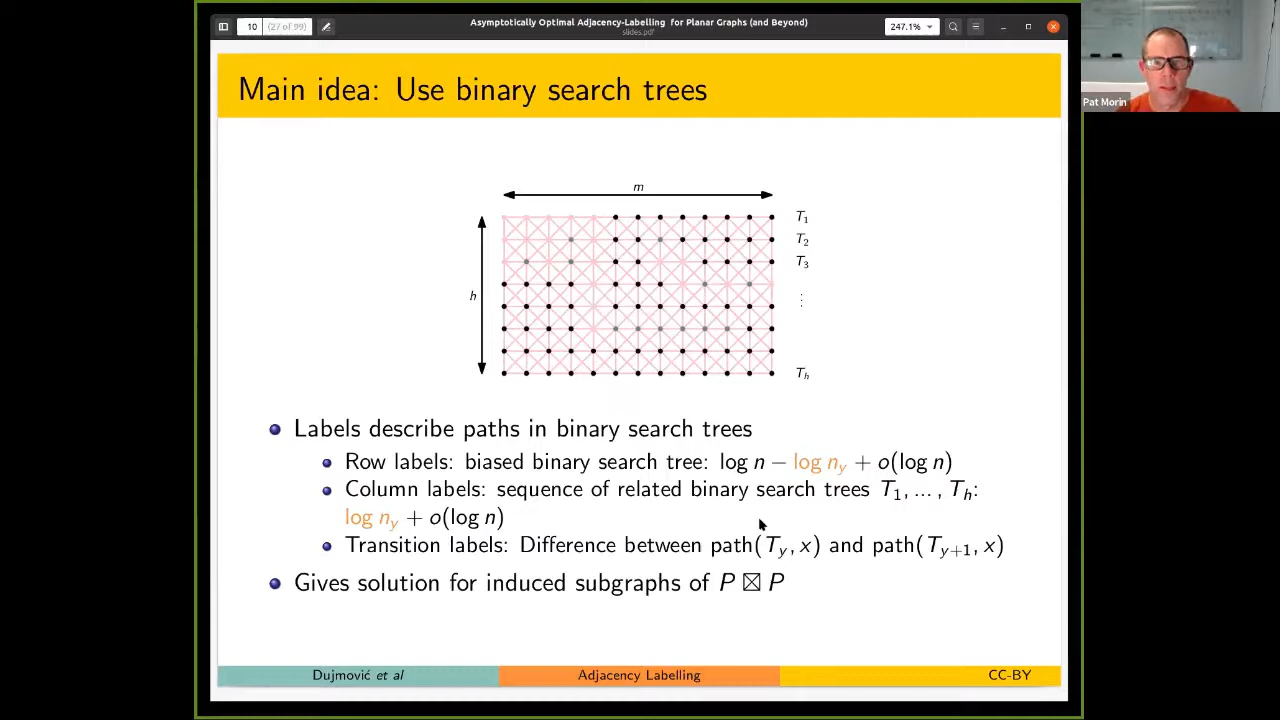 10 (27 of 99)
Asymptotically Optimal Adjacency-Labelling for Planar Graphs (and Beyond)
slides.pdf
247.1%
Pat Morin
Main idea: Use binary search trees
m
h
T1
T2
T3
⋮
Th
Labels describe paths in binary search trees
Row labels: biased binary search tree: log n − log n_y + o(log n)
Column labels: sequence of related binary search trees T1, ... , Th:
log n_y + o(log n)
Transition labels: Difference between path(T_y, x) and path(T_{y+1}, x)
Gives solution for induced subgraphs of P ⊠ P
Dujmović et al
Adjacency Labelling
CC-BY